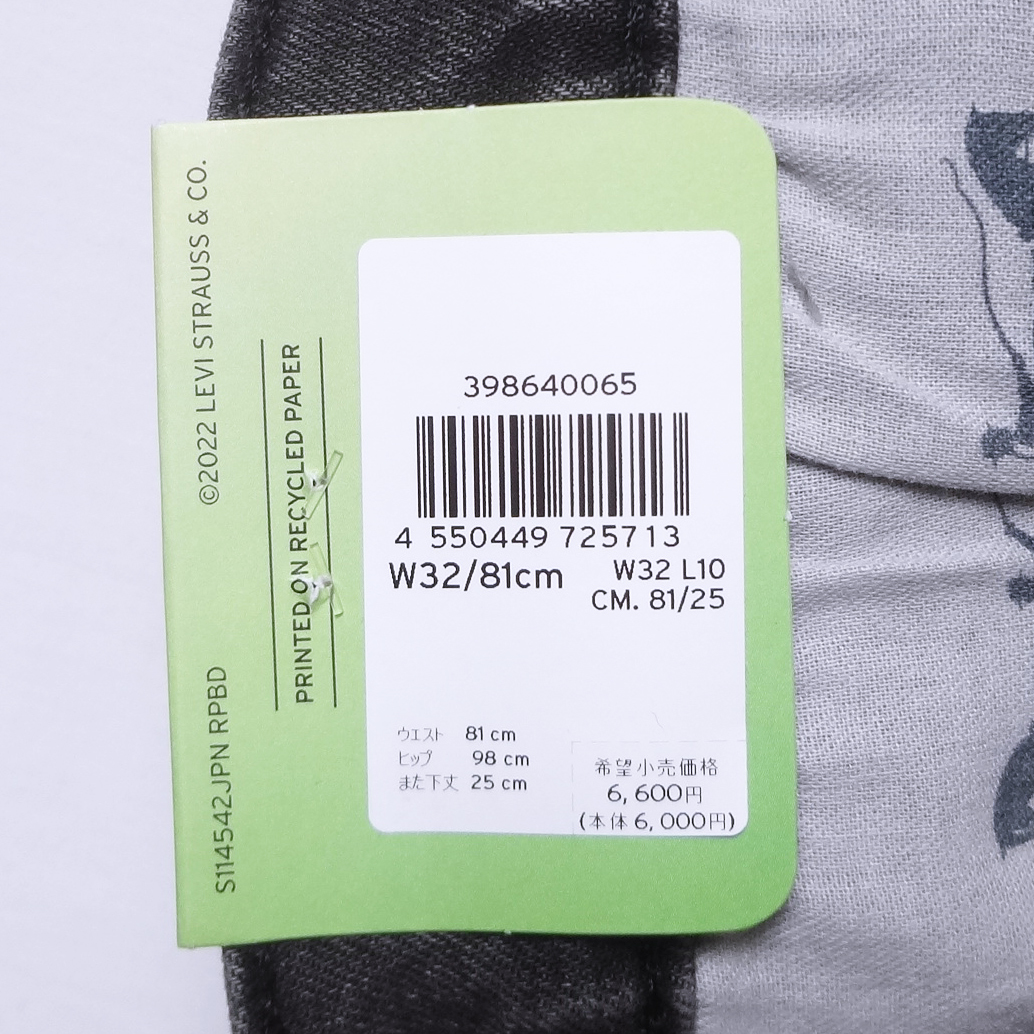 ©2022 LEVI STRAUSS & CO.
PRINTED ON RECYCLED PAPER
S114542JPN RPBD
398640065
4 550449 725713
W32/81cm
W32 L10
CM. 81/25
ウエスト 81 cm
ヒップ 98 cm
また下丈 25 cm
希望小売価格
6,600円
(本体6,000円)